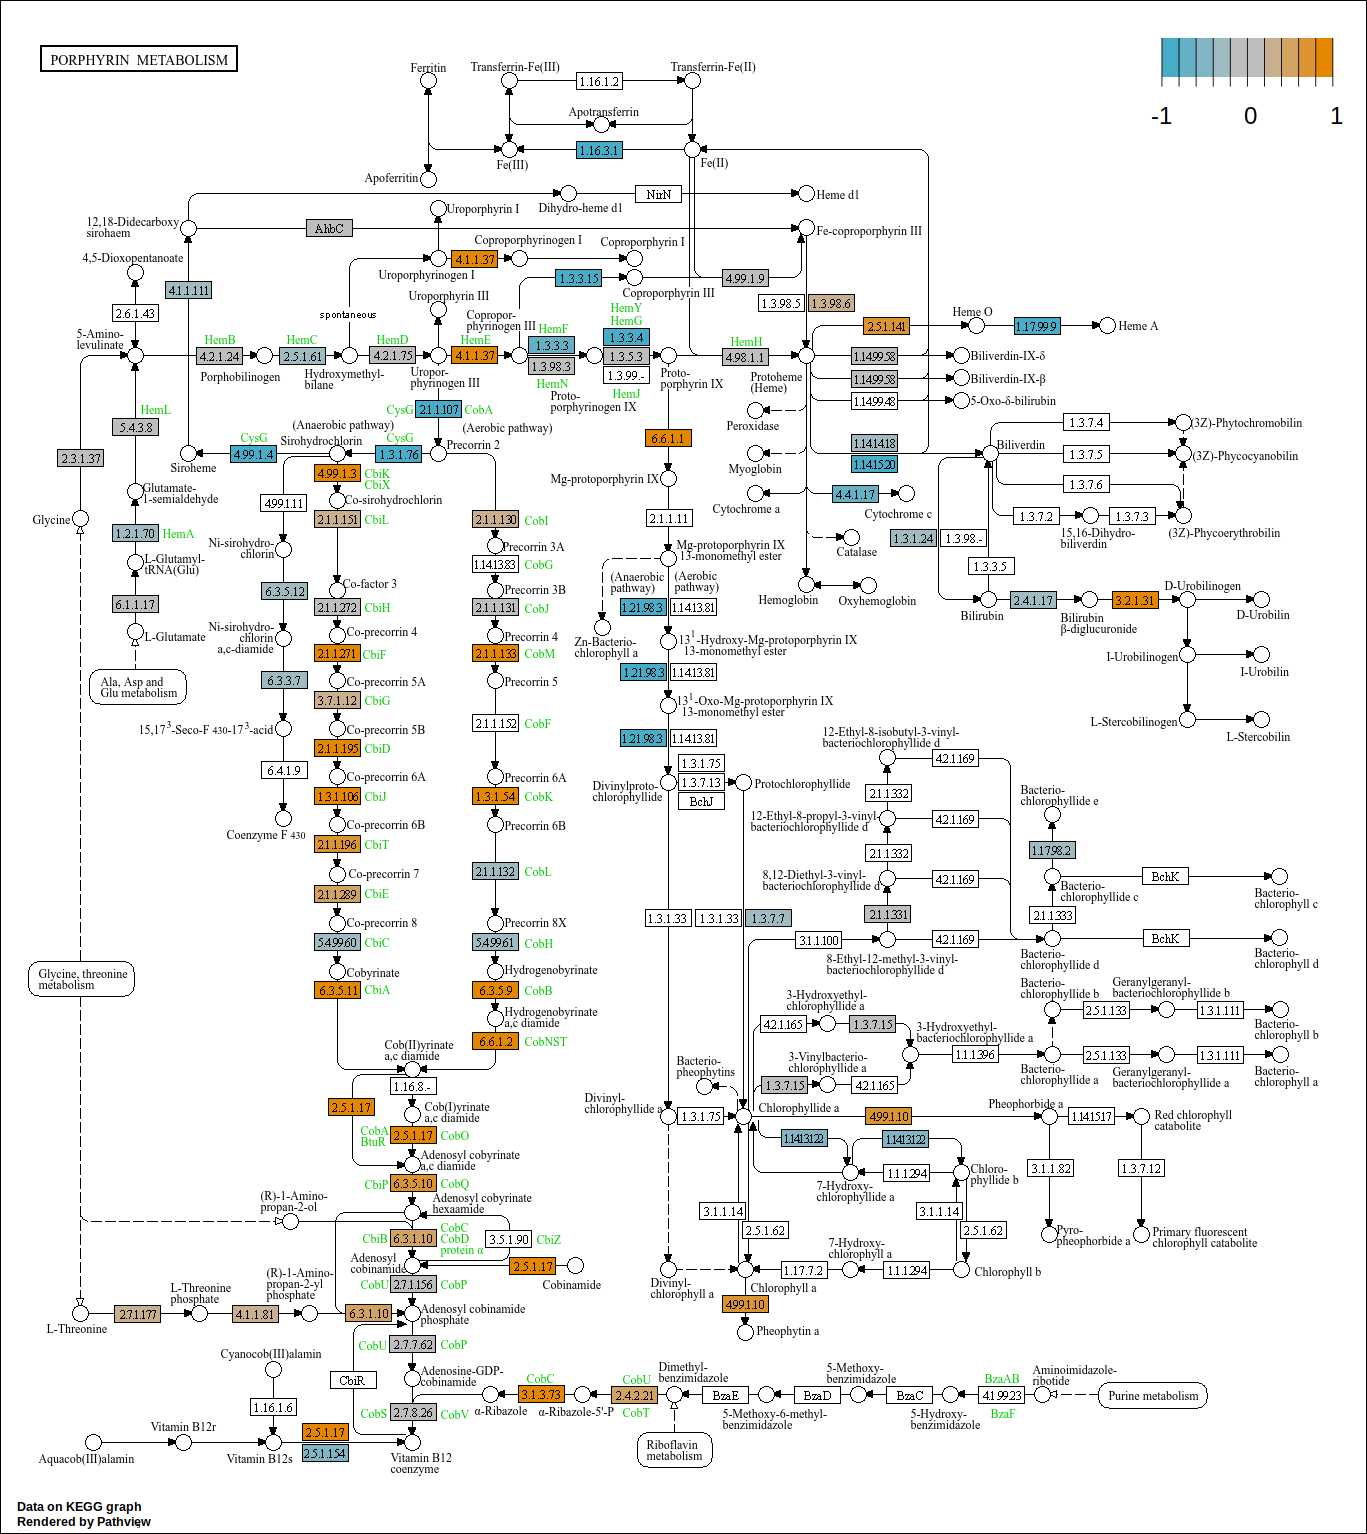 PORPHYRIN METABOLISM
-1
0
1
Ferritin
Transferrin-Fe(III)
1.16.1.2
Transferrin-Fe(II)
Apotransferrin
Fe(III)
1.16.3.1
Fe(II)
Apoferritin
12,18-Didecarboxy
sirohaem
Uroporphyrin I
Dihydro-heme d1
NirN
Heme d1
AhbC
Fe-coproporphyrin III
4,5-Dioxopentanoate
4.1.1.111
Uroporphyrinogen I
4.1.1.37
Coproporphyrinogen I
Coproporphyrin I
1.3.3.15
Coproporphyrin III
4.99.1.9
2.6.1.43
Uroporphyrin III
spontaneous
Copropor-
phyrinogen III
HemY
HemG
1.3.98.5
1.3.98.6
5-Amino-
levulinate
HemB
4.2.1.24
Porphobilinogen
HemC
2.5.1.61
Hydroxymethyl-
bilane
HemD
4.2.1.75
Uropor-
phyrinogen III
HemE
4.1.1.37
HemF
1.3.3.3
1.3.98.3
HemN
Proto-
porphyrinogen IX
1.3.3.4
1.3.5.3
1.3.99.-
HemJ
Proto-
porphyrin IX
HemH
4.98.1.1
Protoheme
(Heme)
2.5.1.141
Heme O
1.17.99.9
Heme A
1.14.99.58
Biliverdin-IX-δ
1.14.99.58
Biliverdin-IX-β
1.14.99.48
5-Oxo-δ-bilirubin
Peroxidase
Myoglobin
Cytochrome a
1.14.14.18
1.14.15.20
4.4.1.17
Cytochrome c
Catalase
Hemoglobin
Oxyhemoglobin
Biliverdin
1.3.7.4
(3Z)-Phytochromobilin
1.3.7.5
(3Z)-Phycocyanobilin
1.3.7.6
1.3.7.2
15,16-Dihydro-
biliverdin
1.3.7.3
(3Z)-Phycoerythrobilin
1.3.1.24
1.3.98.-
1.3.3.5
Bilirubin
2.4.1.17
Bilirubin
β-diglucuronide
3.2.1.31
D-Urobilinogen
D-Urobilin
I-Urobilinogen
I-Urobilin
L-Stercobilinogen
L-Stercobilin
HemL
5.4.3.8
2.3.1.37
Glutamate-
1-semialdehyde
Glycine
1.2.1.70
HemA
L-Glutamyl-
tRNA(Glu)
6.1.1.17
L-Glutamate
Ala, Asp and
Glu metabolism
CysG
2.1.1.107
CobA
(Anaerobic pathway)
(Aerobic pathway)
Siroheme
CysG
4.99.1.4
Sirohydrochlorin
CysG
1.3.1.76
Precorrin 2
4.99.1.3
CbiK
CbiX
Co-sirohydrochlorin
4.99.1.11
2.1.1.151
CbiL
Ni-sirohydro-
chlorin
Co-factor 3
6.3.5.12
2.1.1.272
CbiH
Ni-sirohydro-
chlorin
a,c-diamide
Co-precorrin 4
2.1.1.271
CbiF
6.3.3.7
Co-precorrin 5A
3.7.1.12
CbiG
15,17³-Seco-F 430-17³-acid
Co-precorrin 5B
2.1.1.195
CbiD
6.4.1.9
Co-precorrin 6A
1.3.1.106
CbiJ
Coenzyme F 430
Co-precorrin 6B
2.1.1.196
CbiT
Co-precorrin 7
2.1.1.289
CbiE
Co-precorrin 8
5.4.99.60
CbiC
Cobyrinate
6.3.5.11
CbiA
2.1.1.130
CobI
Precorrin 3A
1.14.13.83
CobG
Precorrin 3B
2.1.1.131
CobJ
Precorrin 4
2.1.1.133
CobM
Precorrin 5
2.1.1.152
CobF
Precorrin 6A
1.3.1.54
CobK
Precorrin 6B
2.1.1.132
CobL
Precorrin 8X
5.4.99.61
CobH
Hydrogenobyrinate
6.3.5.9
CobB
Hydrogenobyrinate
a,c diamide
6.6.1.2
CobNST
6.6.1.1
Mg-protoporphyrin IX
2.1.1.11
Mg-protoporphyrin IX
13-monomethyl ester
(Anaerobic
pathway)
(Aerobic
pathway)
Zn-Bacterio-
chlorophyll a
1.21.98.3
1.14.13.81
13¹-Hydroxy-Mg-protoporphyrin IX
13-monomethyl ester
1.21.98.3
1.14.13.81
13¹-Oxo-Mg-protoporphyrin IX
13-monomethyl ester
1.21.98.3
1.14.13.81
Divinylproto-
chlorophyllide
1.3.1.75
1.3.7.13
BchJ
Protochlorophyllide
1.3.1.33
1.3.1.33
1.3.7.7
12-Ethyl-8-isobutyl-3-vinyl-
bacteriochlorophyllide d
4.2.1.169
2.1.1.332
12-Ethyl-8-propyl-3-vinyl-
bacteriochlorophyllide d
4.2.1.169
2.1.1.332
8,12-Diethyl-3-vinyl-
bacteriochlorophyllide d
4.2.1.169
2.1.1.331
3.1.1.100
8-Ethyl-12-methyl-3-vinyl-
bacteriochlorophyllide d
4.2.1.169
Bacterio-
chlorophyllide e
1.17.98.2
Bacterio-
chlorophyllide c
BchK
Bacterio-
chlorophyll c
2.1.1.333
Bacterio-
chlorophyllide d
BchK
Bacterio-
chlorophyll d
3-Hydroxyethyl-
chlorophyllide a
4.2.1.165
1.3.7.15
3-Hydroxyethyl-
bacteriochlorophyllide a
3-Vinylbacterio-
chlorophyllide a
1.3.7.15
4.2.1.165
1.1.1.396
Bacterio-
chlorophyllide b
2.5.1.133
Geranylgeranyl-
bacteriochlorophyllide b
1.3.1.111
Bacterio-
chlorophyll b
Bacterio-
chlorophyllide a
2.5.1.133
Geranylgeranyl-
bacteriochlorophyllide a
1.3.1.111
Bacterio-
chlorophyll a
Bacterio-
pheophytins
Divinyl-
chlorophyllide a
1.3.1.75
Chlorophyllide a
4.99.1.10
Pheophorbide a
1.14.15.17
Red chlorophyll
catabolite
1.14.13.122
1.14.13.122
7-Hydroxy-
chlorophyllide a
1.1.1.294
Chloro-
phyllide b
3.1.1.82
1.3.7.12
3.1.1.14
2.5.1.62
3.1.1.14
2.5.1.62
Pyro-
pheophorbide a
Primary fluorescent
chlorophyll catabolite
Divinyl-
chlorophyll a
Chlorophyll a
1.17.7.2
7-Hydroxy-
chlorophyll a
1.1.1.294
Chlorophyll b
4.99.1.10
Pheophytin a
Glycine, threonine
metabolism
Cob(II)yrinate
a,c diamide
1.16.8.-
2.5.1.17
Cob(I)yrinate
a,c diamide
CobA
BtuR
2.5.1.17
CobO
Adenosyl cobyrinate
a,c diamide
CbiP
6.3.5.10
CobQ
(R)-1-Amino-
propan-2-ol
Adenosyl cobyrinate
hexaamide
CbiB
6.3.1.10
CobC
CobD
protein α
3.5.1.90
CbiZ
Adenosyl
cobinamide
2.5.1.17
Cobinamide
CobU
2.7.1.156
CobP
L-Threonine
2.7.1.177
L-Threonine
phosphate
4.1.1.81
(R)-1-Amino-
propan-2-yl
phosphate
6.3.1.10
Adenosyl cobinamide
phosphate
CobU
2.7.7.62
CobP
Cyanocob(III)alamin
CbiR
Adenosine-GDP-
cobinamide
1.16.1.6
CobS
2.7.8.26
CobV
α-Ribazole
CobC
3.1.3.73
α-Ribazole-5'-P
CobU
2.4.2.21
CobT
Dimethyl-
benzimidazole
BzaE
5-Methoxy-6-methyl-
benzimidazole
BzaD
5-Methoxy-
benzimidazole
BzaC
5-Hydroxy-
benzimidazole
BzaAB
4.1.99.23
BzaF
Aminoimidazole-
ribotide
Purine metabolism
Riboflavin
metabolism
Aquacob(III)alamin
Vitamin B12r
Vitamin B12s
2.5.1.17
2.5.1.154
Vitamin B12
coenzyme
Data on KEGG graph
Rendered by Pathview